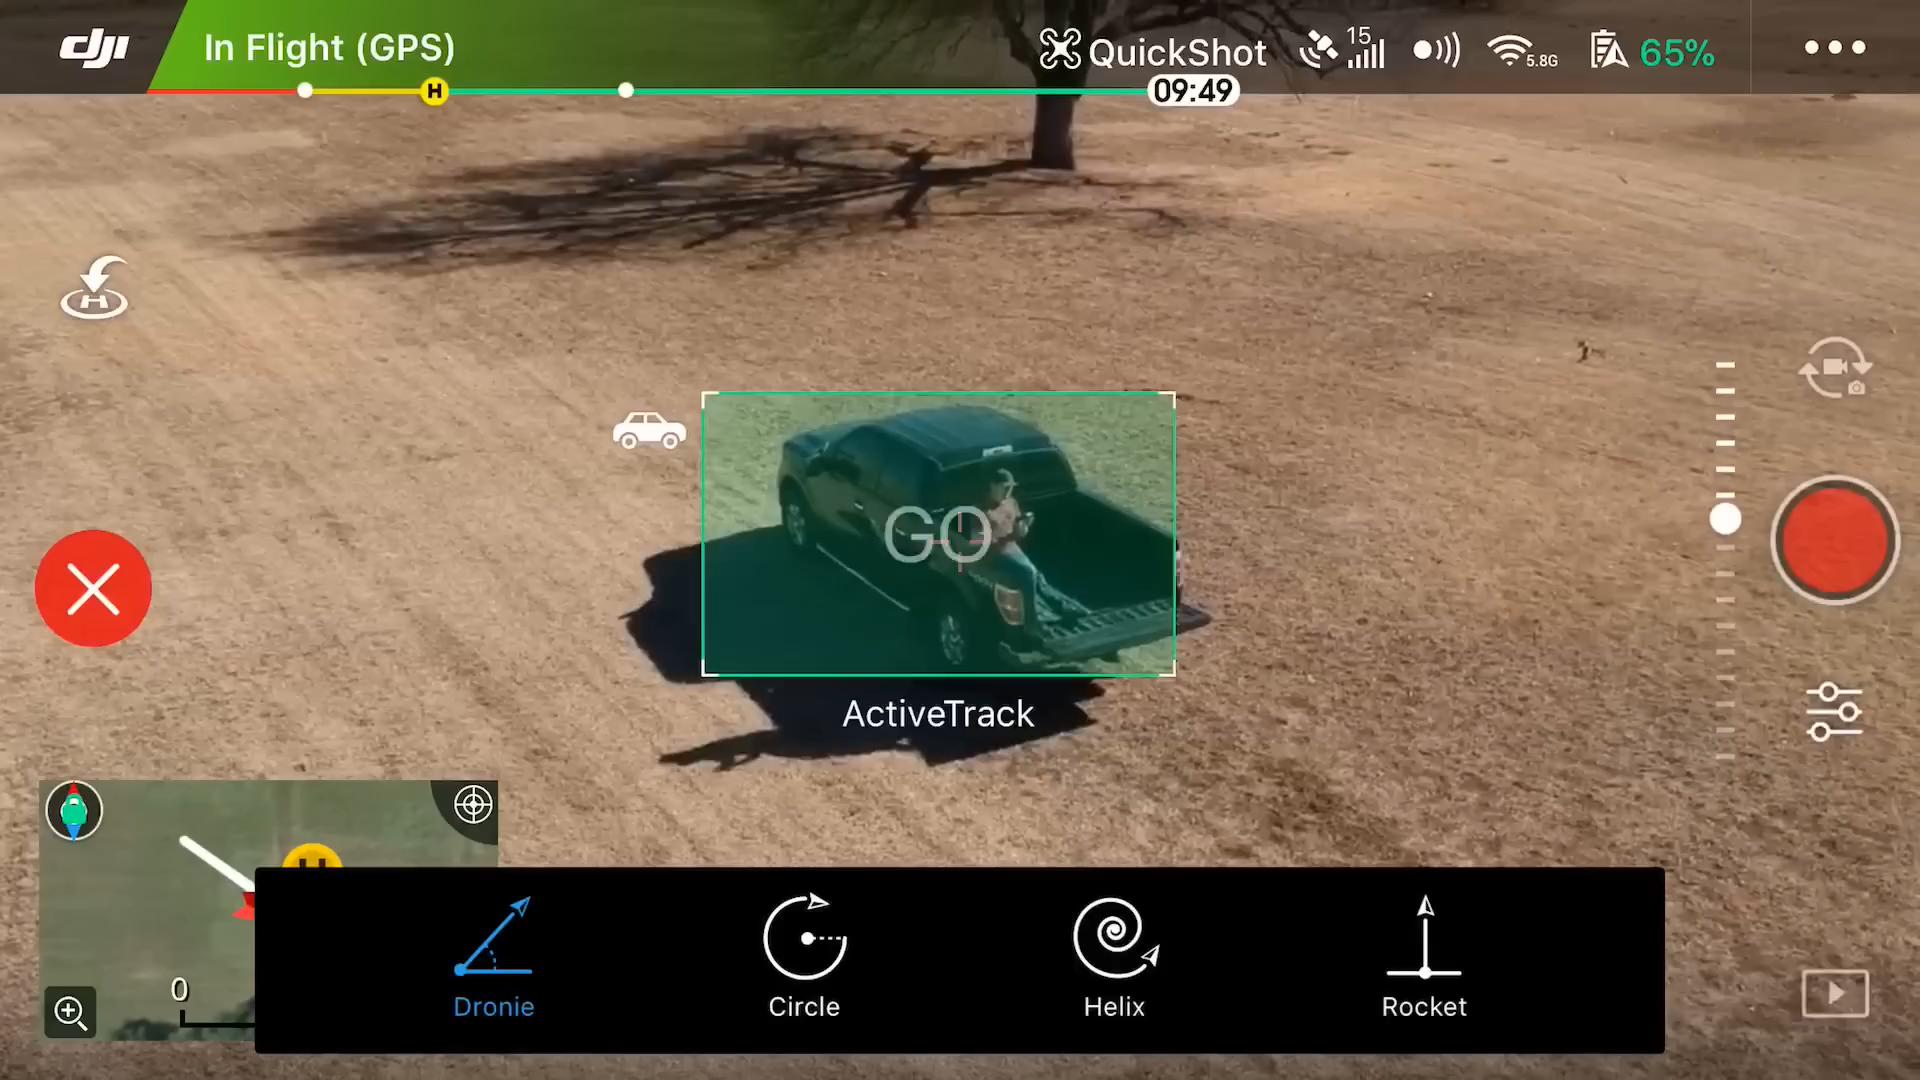 dji
In Flight (GPS)
QuickShot
15
5.8G
65%
H
09:49
H
GO
ActiveTrack
H
0
Dronie
Circle
Helix
Rocket